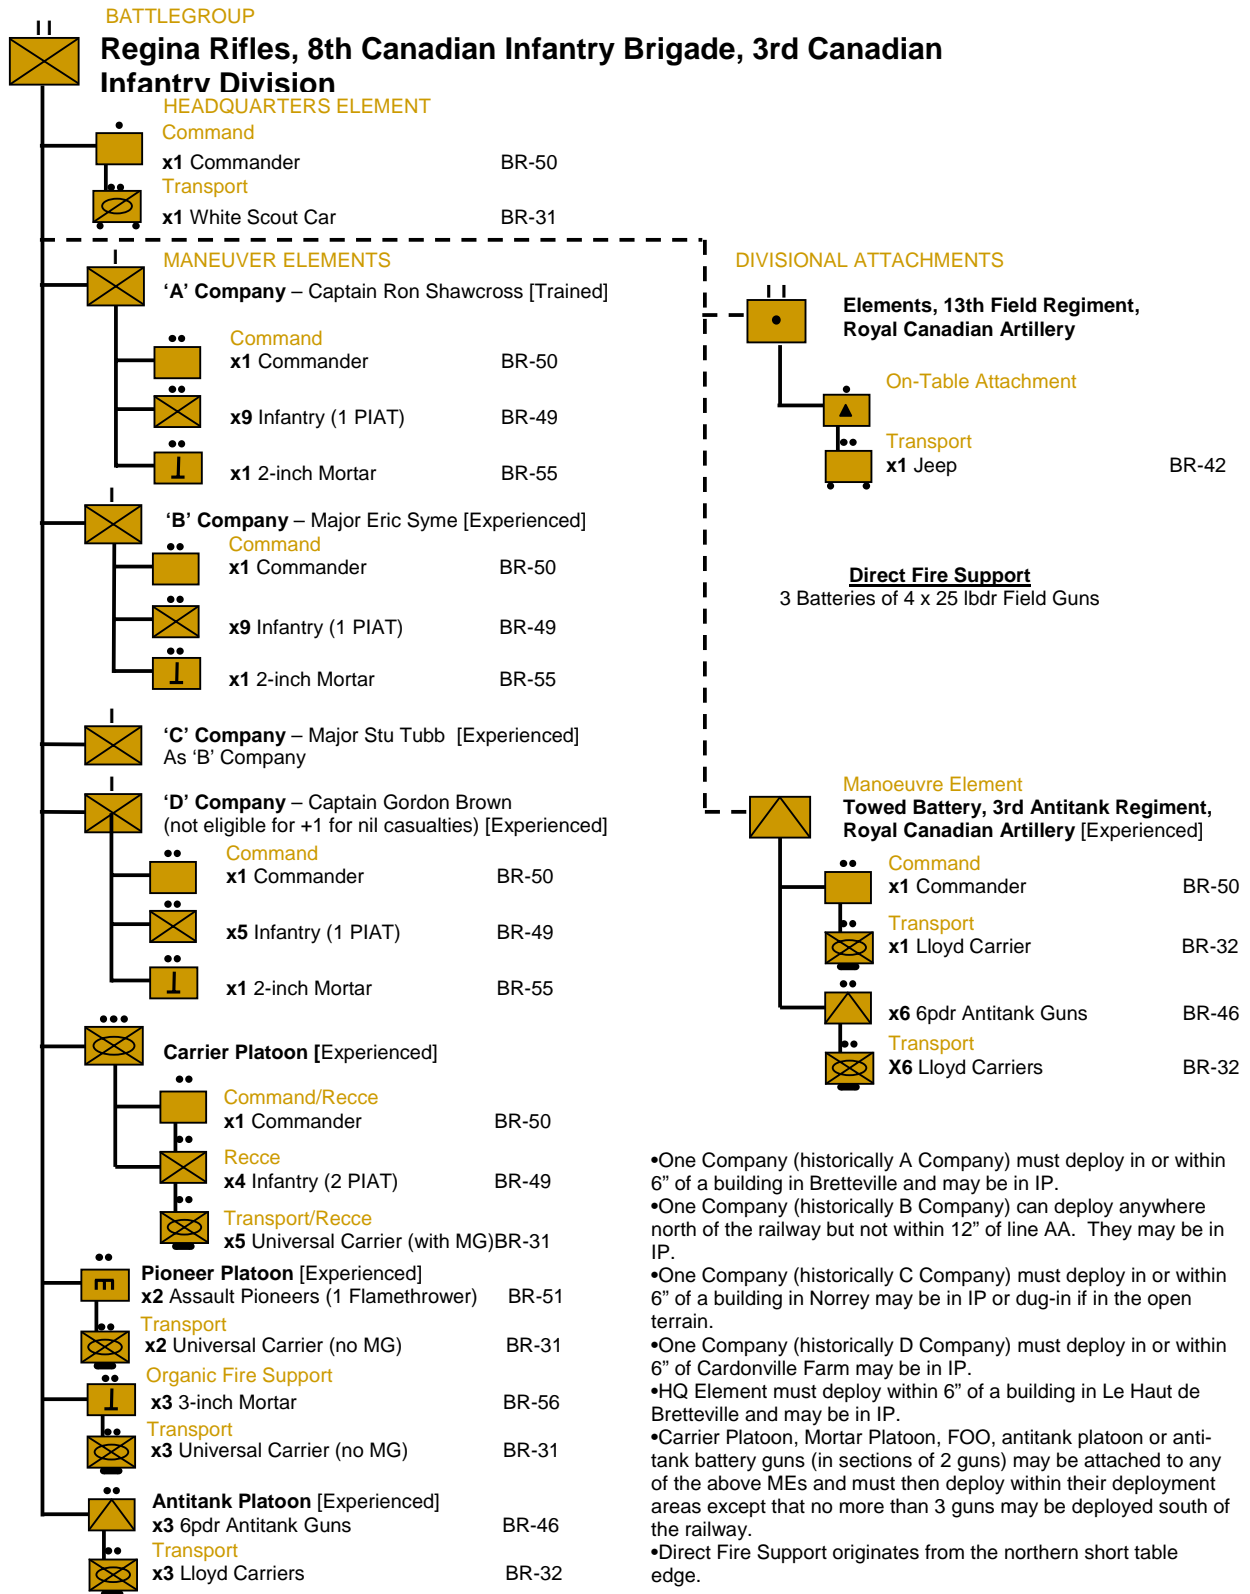 BATTLEGROUP
Regina Rifles, 8th Canadian Infantry Brigade, 3rd Canadian
Infantry Division
HEADQUARTERS ELEMENT
Command
x1 Commander BR-50
Transport
x1 White Scout Car BR-31
MANEUVER ELEMENTS
‘A’ Company – Captain Ron Shawcross [Trained]
Command
x1 Commander BR-50
x9 Infantry (1 PIAT) BR-49
x1 2-inch Mortar BR-55
‘B’ Company – Major Eric Syme [Experienced]
Command
x1 Commander BR-50
x9 Infantry (1 PIAT) BR-49
x1 2-inch Mortar BR-55
‘C’ Company – Major Stu Tubb [Experienced]
As ‘B’ Company
‘D’ Company – Captain Gordon Brown
(not eligible for +1 for nil casualties) [Experienced]
Command
x1 Commander BR-50
x5 Infantry (1 PIAT) BR-49
x1 2-inch Mortar BR-55
Carrier Platoon [Experienced]
Command/Recce
x1 Commander BR-50
Recce
x4 Infantry (2 PIAT) BR-49
Transport/Recce
x5 Universal Carrier (with MG)BR-31
Pioneer Platoon [Experienced]
x2 Assault Pioneers (1 Flamethrower) BR-51
Transport
x2 Universal Carrier (no MG) BR-31
Organic Fire Support
x3 3-inch Mortar BR-56
Transport
x3 Universal Carrier (no MG) BR-31
Antitank Platoon [Experienced]
x3 6pdr Antitank Guns BR-46
Transport
x3 Lloyd Carriers BR-32
DIVISIONAL ATTACHMENTS
Elements, 13th Field Regiment,
Royal Canadian Artillery
On-Table Attachment
Transport
x1 Jeep BR-42
Direct Fire Support
3 Batteries of 4 x 25 lbdr Field Guns
Manoeuvre Element
Towed Battery, 3rd Antitank Regiment,
Royal Canadian Artillery [Experienced]
Command
x1 Commander BR-50
Transport
x1 Lloyd Carrier BR-32
x6 6pdr Antitank Guns BR-46
Transport
X6 Lloyd Carriers BR-32
•One Company (historically A Company) must deploy in or within
6” of a building in Bretteville and may be in IP.
•One Company (historically B Company) can deploy anywhere
north of the railway but not within 12” of line AA. They may be in
IP.
•One Company (historically C Company) must deploy in or within
6” of a building in Norrey may be in IP or dug-in if in the open
terrain.
•One Company (historically D Company) must deploy in or within
6” of Cardonville Farm may be in IP.
•HQ Element must deploy within 6” of a building in Le Haut de
Bretteville and may be in IP.
•Carrier Platoon, Mortar Platoon, FOO, antitank platoon or anti-
tank battery guns (in sections of 2 guns) may be attached to any
of the above MEs and must then deploy within their deployment
areas except that no more than 3 guns may be deployed south of
the railway.
•Direct Fire Support originates from the northern short table
edge.